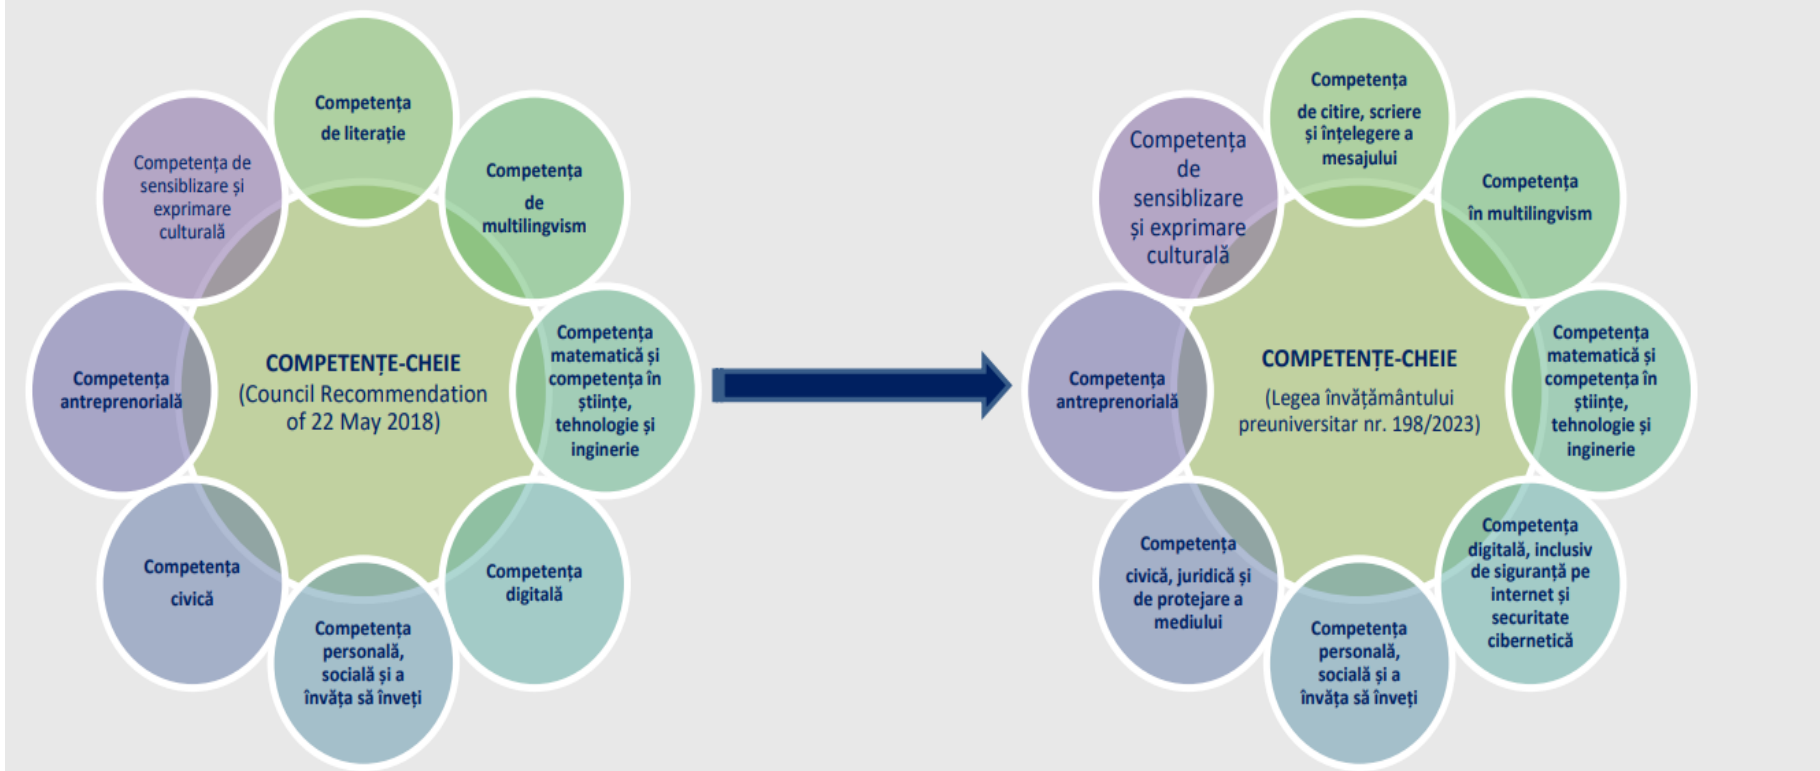 Competența
de literație
Competența
de
multilingvism
Competența
matematică și
competența în
științe,
tehnologie și
inginerie
Competența
digitală
Competența
personală,
socială și a
învăța să înveți
Competența
civică
Competența
antreprenorială
Competența de
sensiblizare și
exprimare
culturală
COMPETENȚE-CHEIE
(Council Recommendation
of 22 May 2018)
Competența
de citire, scriere
și înțelegere a
mesajului
Competența
în multilingvism
Competența
matematică și
competența în
științe,
tehnologie și
inginerie
Competența
digitală, inclusiv
de siguranță pe
internet și
securitate
cibernetică
Competența
personală,
socială și a
învăța să înveți
Competența
civică, juridică și
de protejare a
mediului
Competența
antreprenorială
Competența
de
sensiblizare
și exprimare
culturală
COMPETENȚE-CHEIE
(Legea învățământului
preuniversitar nr. 198/2023)